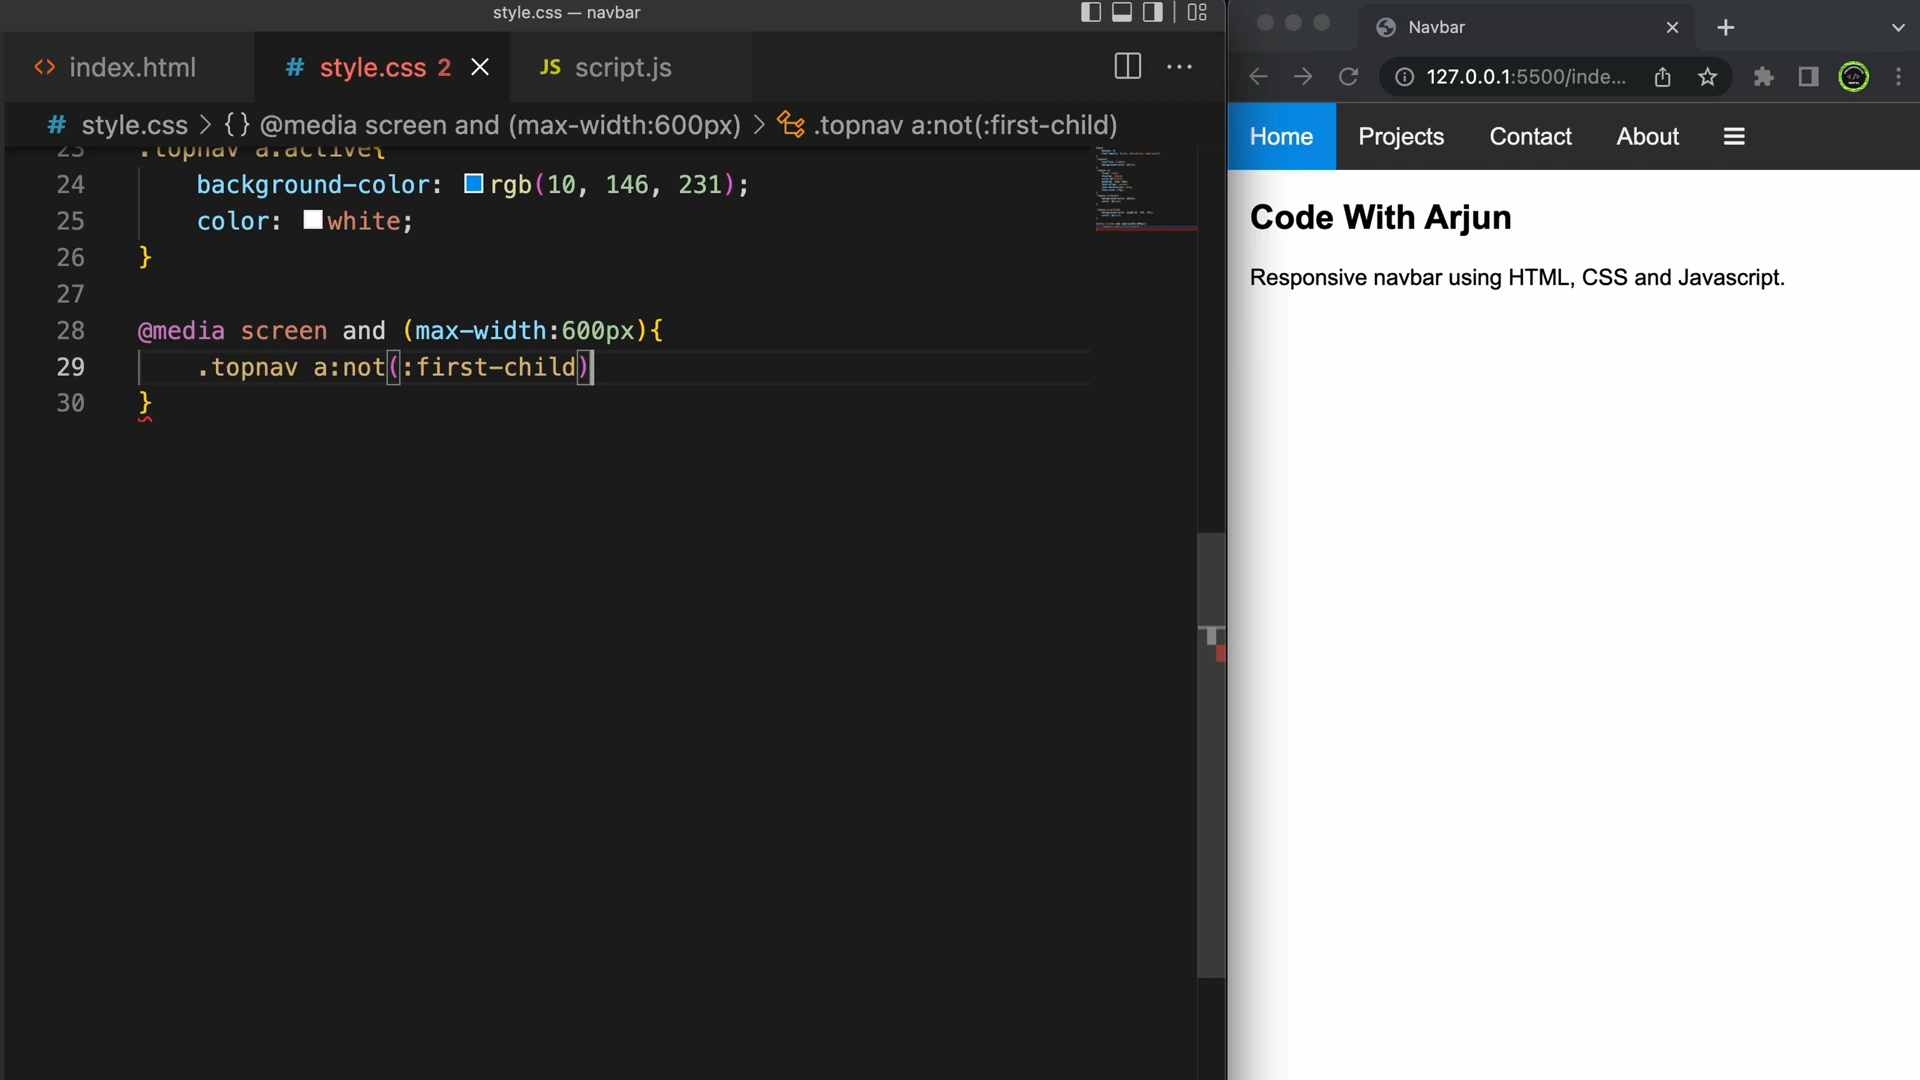 style.css — navbar
<> index.html
# style.css 2
JS script.js
# style.css > {} @media screen and (max-width:600px) > .topnav a:not(:first-child)
23 .topnav a.active{
24 background-color: rgb(10, 146, 231);
25 color: white;
26 }
27
28 @media screen and (max-width:600px){
29 .topnav a:not(:first-child)
30 }
Navbar
127.0.0.1:5500/inde...
Home Projects Contact About
Code With Arjun
Responsive navbar using HTML, CSS and Javascript.